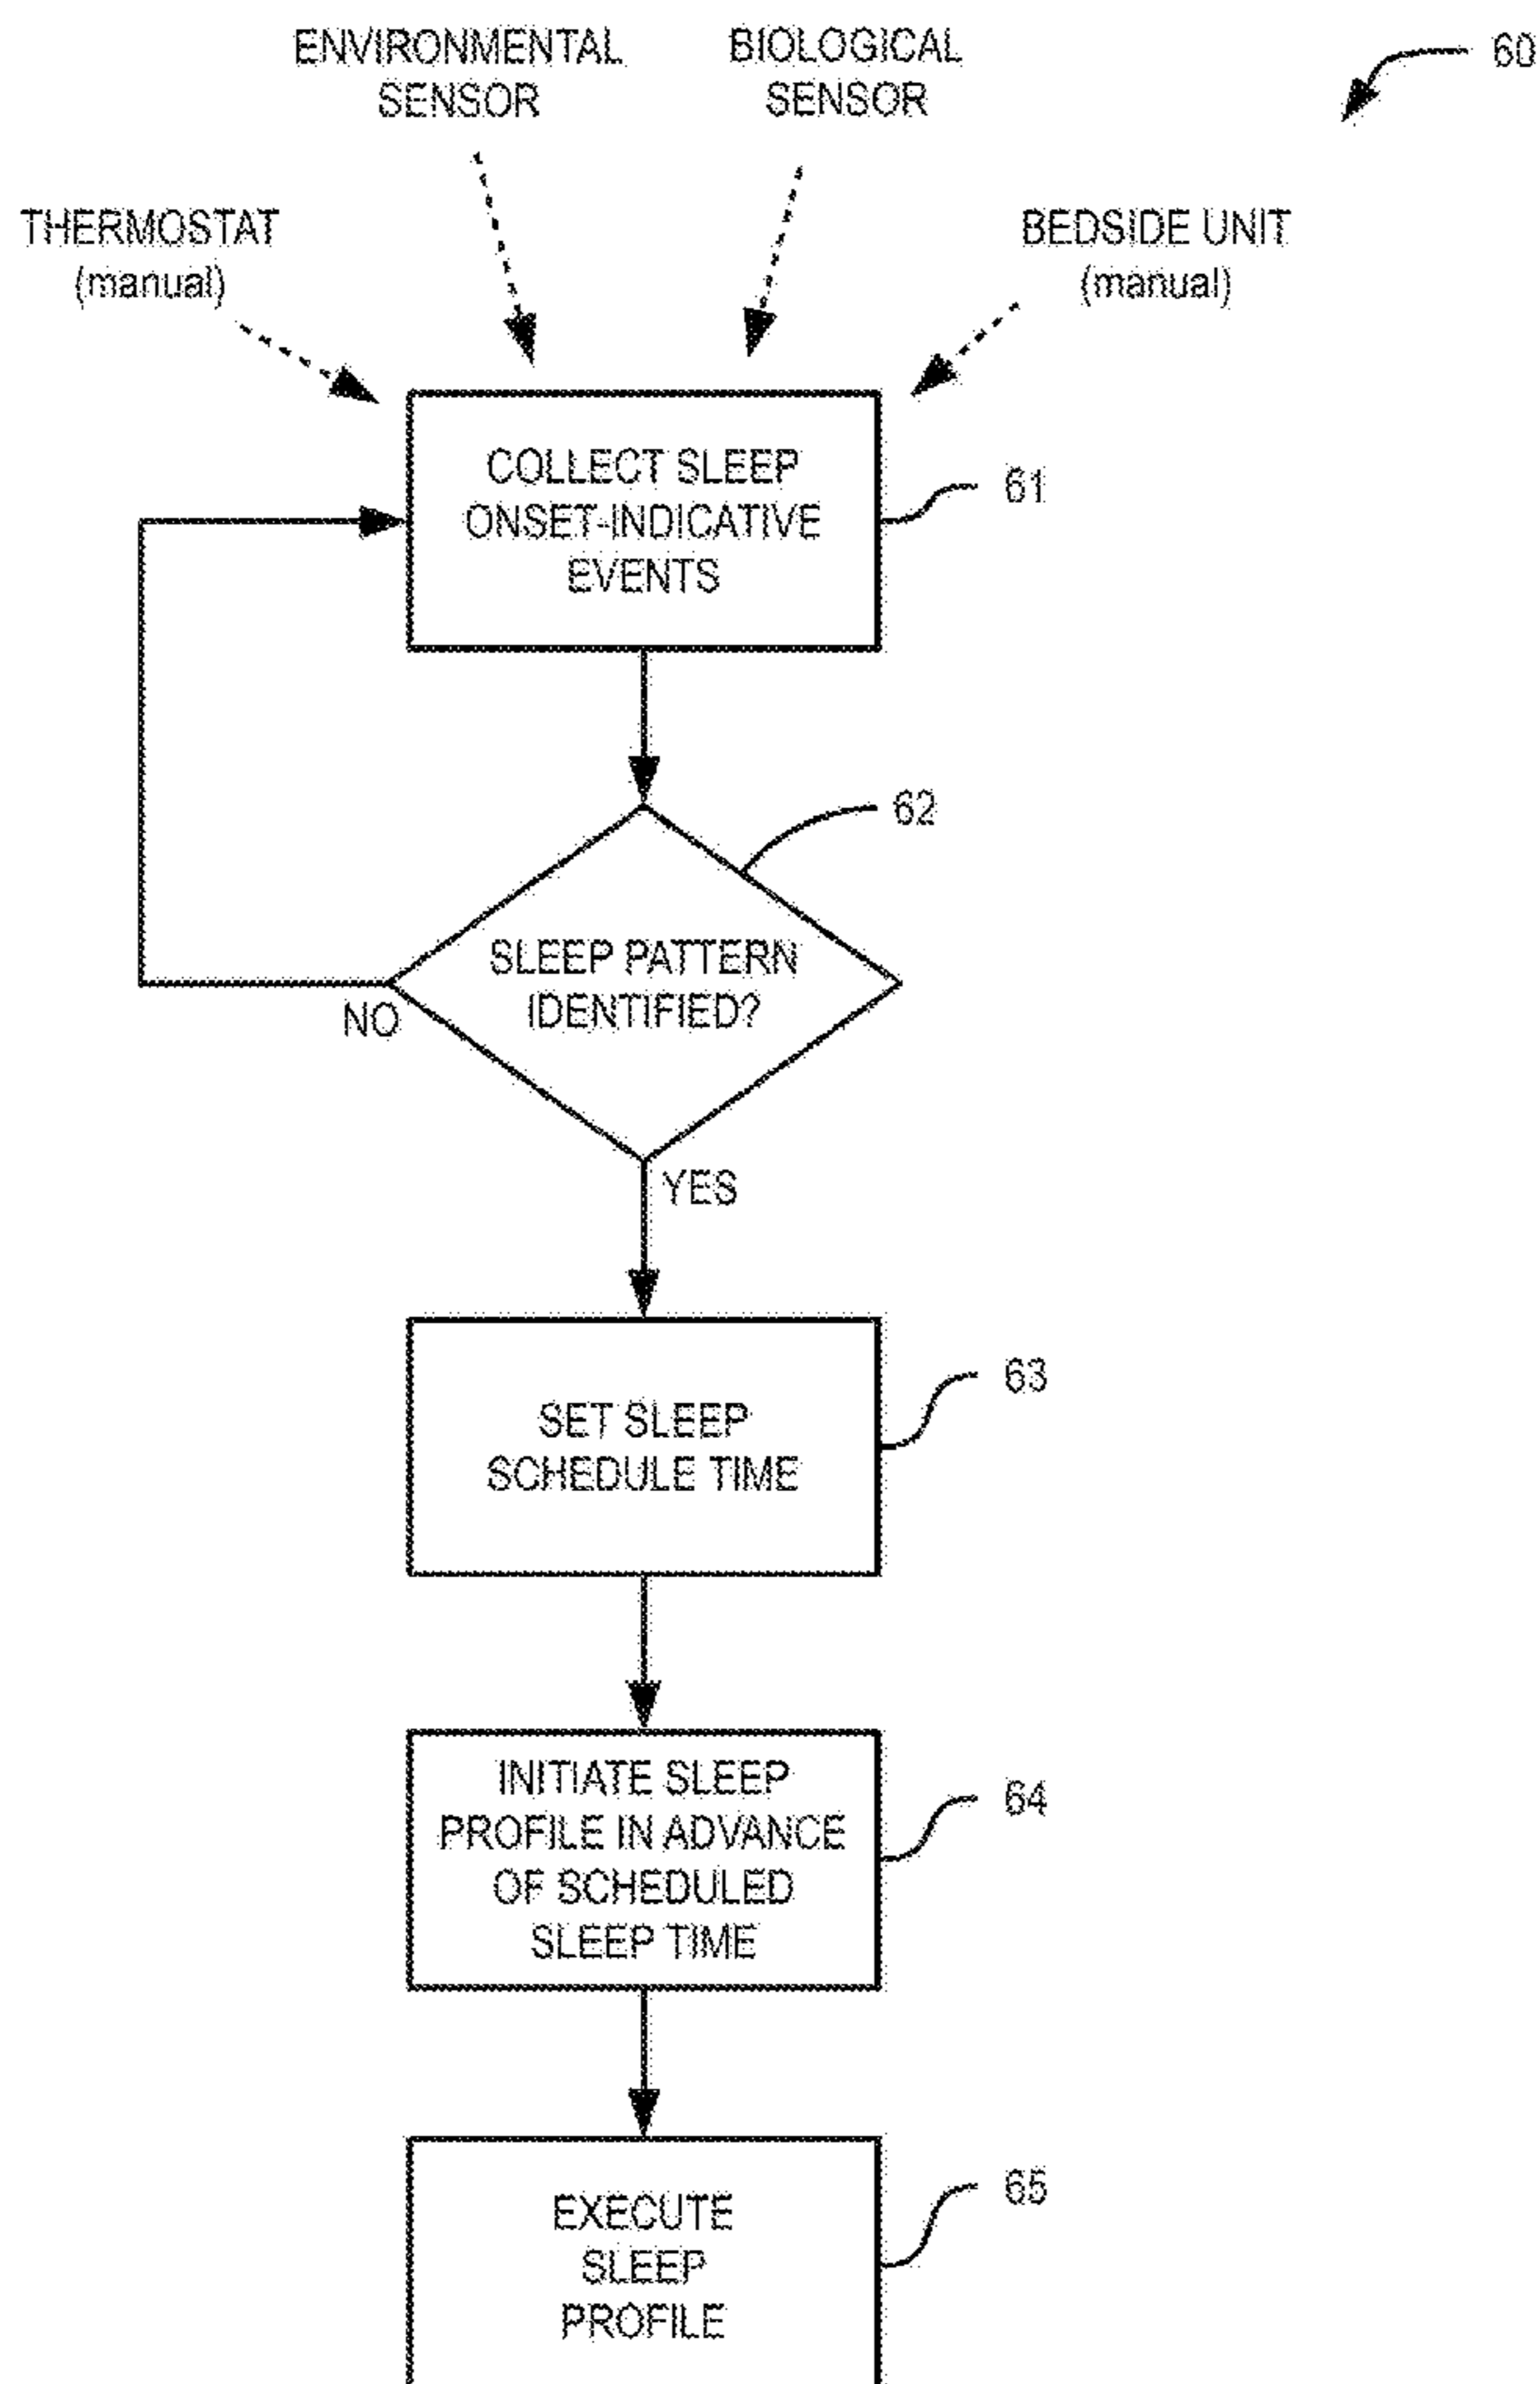 ENVIRONMENTAL
SENSOR
BIOLOGICAL
SENSOR
60
THERMOSTAT
(manual)
BEDSIDE UNIT
(manual)
COLLECT SLEEP
ONSET-INDICATIVE
EVENTS
61
62
SLEEP PATTERN
IDENTIFIED?
NO
YES
63
SET SLEEP
SCHEDULE TIME
INITIATE SLEEP
PROFILE IN ADVANCE
OF SCHEDULED
SLEEP TIME
64
EXECUTE
SLEEP
PROFILE
65